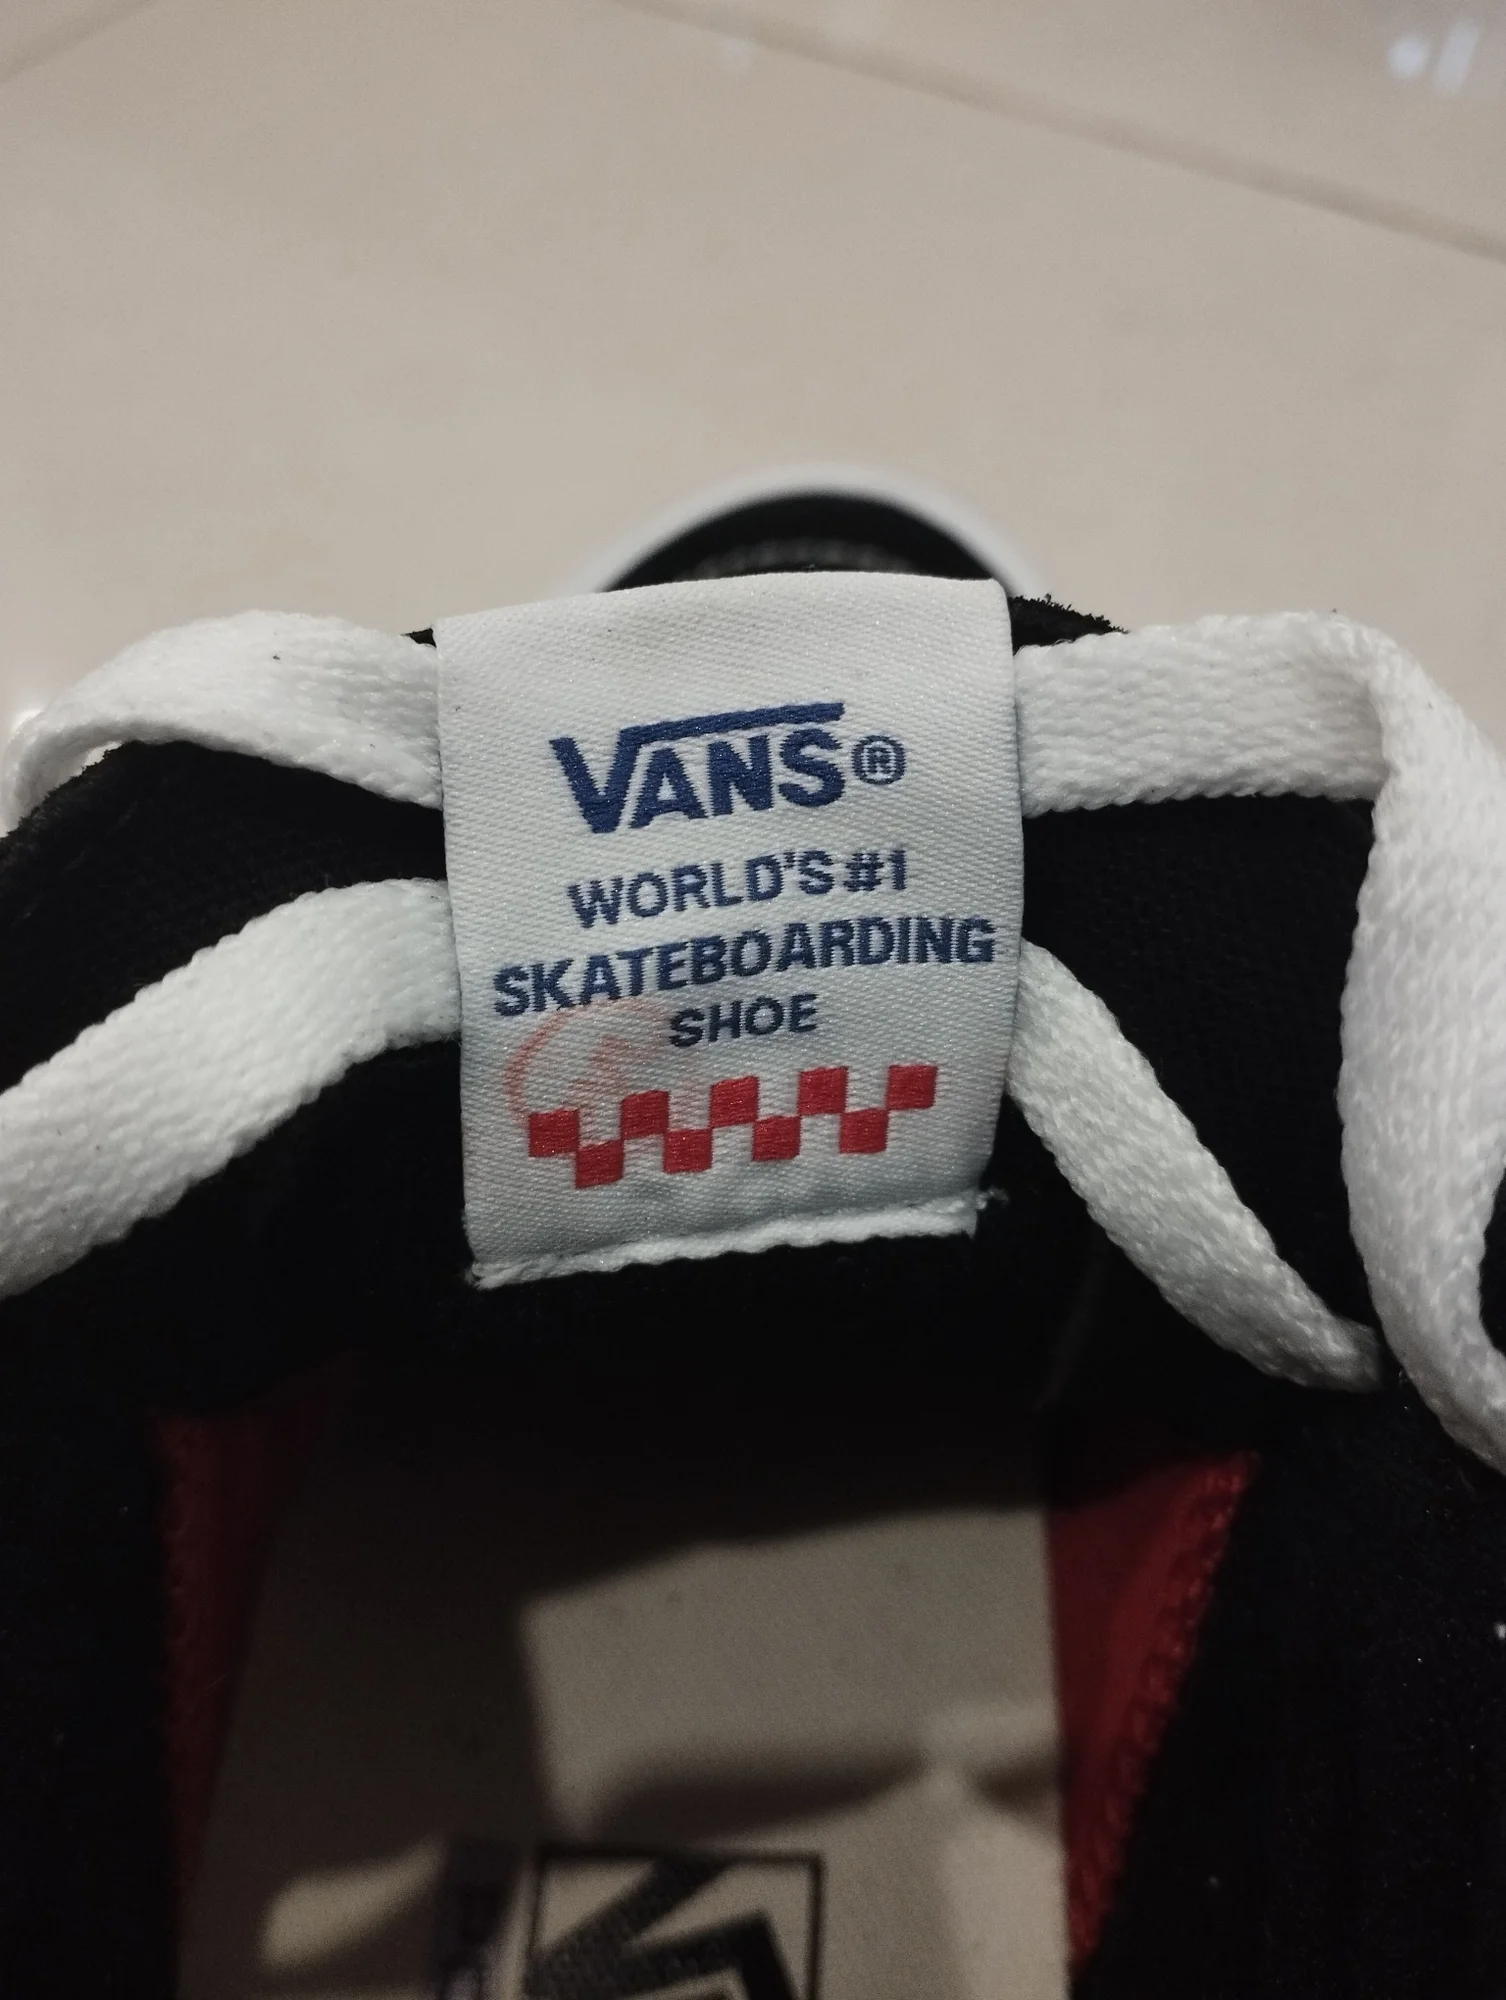 VANS®
WORLD'S #1
SKATEBOARDING
SHOE